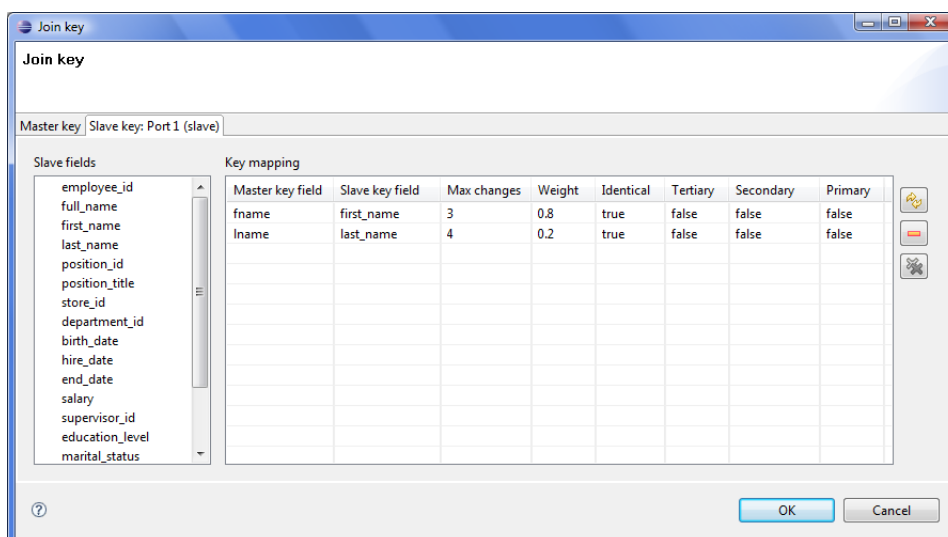 Join key
Join key
Master key Slave key: Port 1 (slave)
Slave fields
employee_id
full_name
first_name
last_name
position_id
position_title
store_id
department_id
birth_date
hire_date
end_date
salary
supervisor_id
education_level
marital_status
Key mapping
Master key field Slave key field Max changes Weight Identical Tertiary Secondary Primary
fname first_name 3 0.8 true false false false
lname last_name 4 0.2 true false false false
OK Cancel